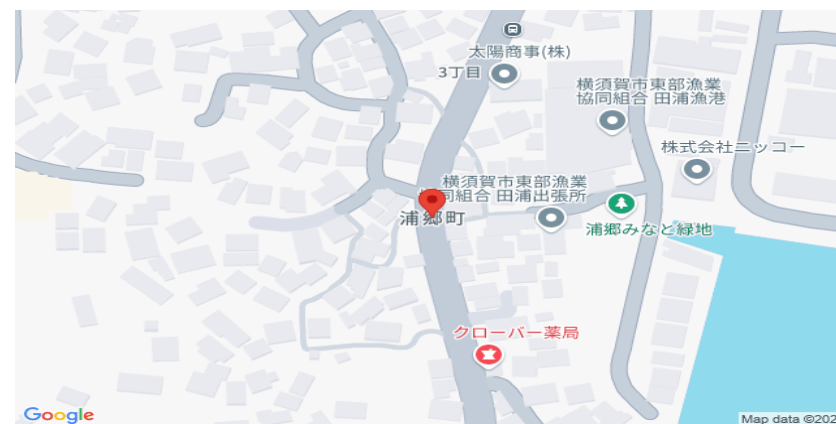 太陽商事(株)
3丁目
横須賀市東部漁業
協同組合 田浦漁港
株式会社ニッコー
横須賀市東部漁業
同組合 田浦出張所
浦郷町
浦郷みなと緑地
クローバー薬局
Google
Map data ©202